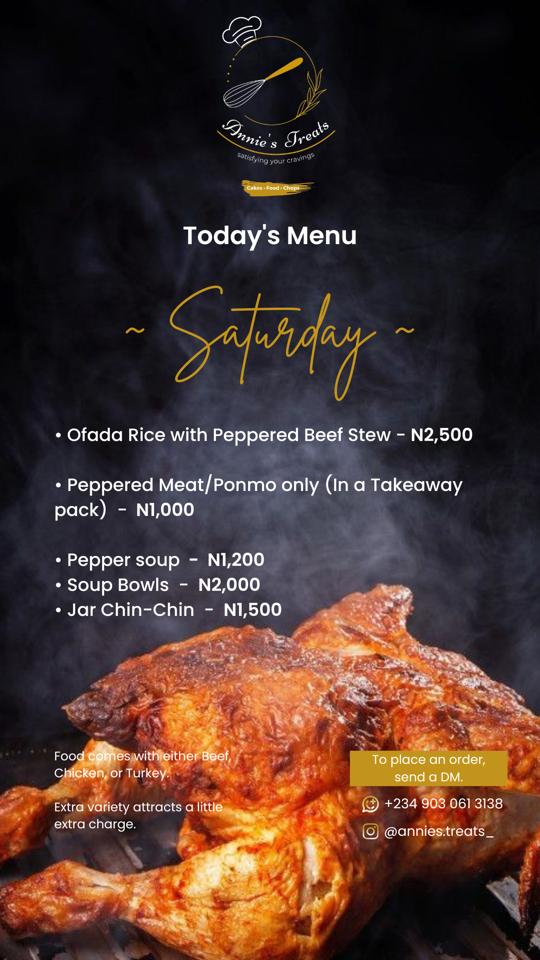 Annie's Treats
satisfying your cravings
Cakes • Food • Chops
Today's Menu
~ Saturday ~
• Ofada Rice with Peppered Beef Stew - N2,500
• Peppered Meat/Ponmo only (In a Takeaway
pack) - N1,000
• Pepper soup - N1,200
• Soup Bowls - N2,000
• Jar Chin-Chin - N1,500
Food comes with either Beef,
Chicken, or Turkey.
Extra variety attracts a little
extra charge.
To place an order,
send a DM.
+234 903 061 3138
@annies.treats_